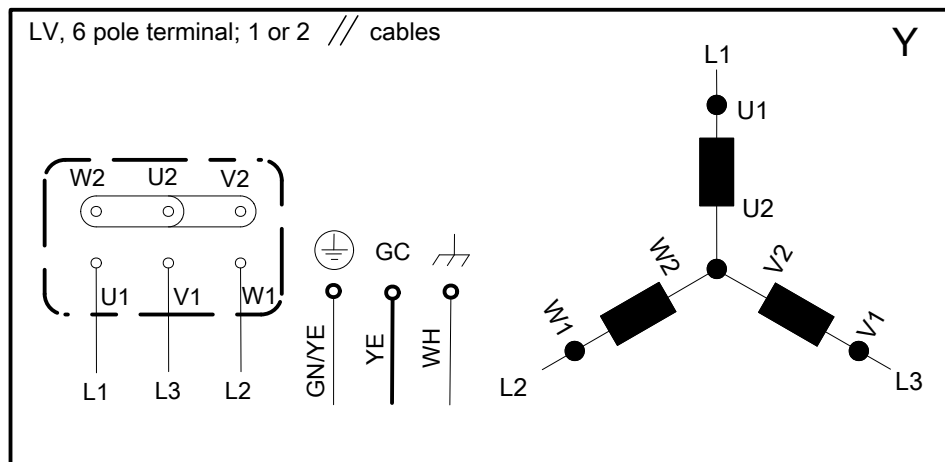 LV, 6 pole terminal; 1 or 2 // cables
Y
W2 U2 V2
U1 V1 W1
L1 L3 L2
GC
GN/YE
YE
WH
L1
U1
U2
W2
V2
W1
V1
L2
L3